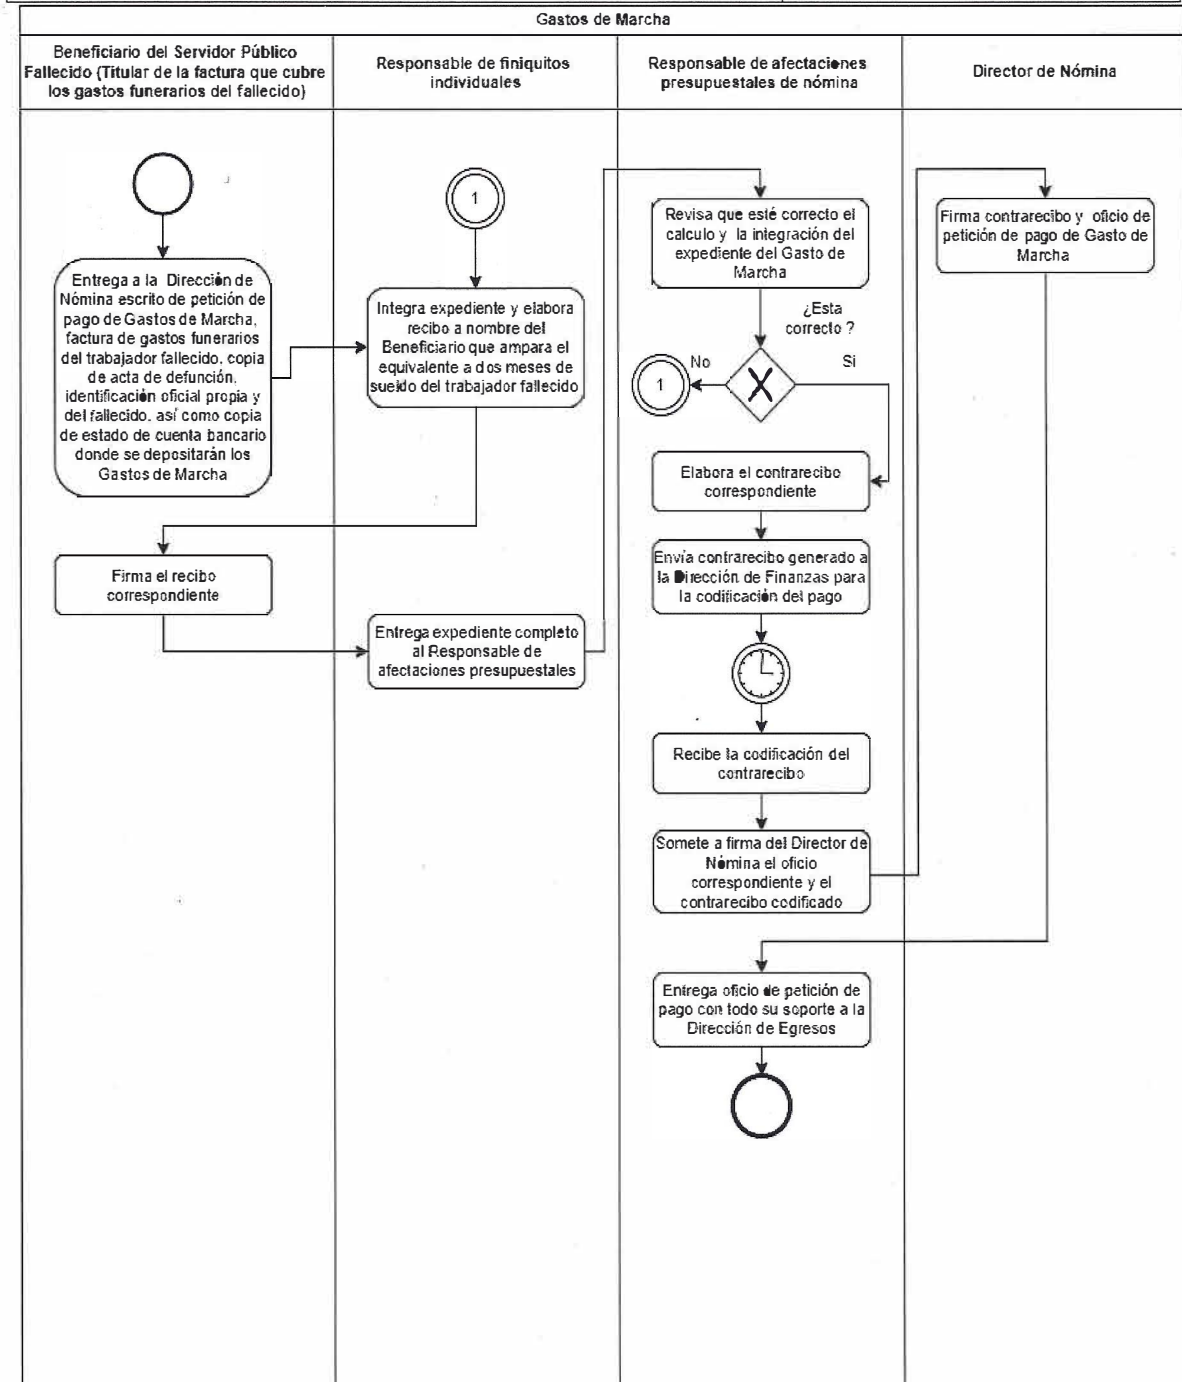 Gastos de Marcha
Beneficiario del Servidor Público
Fallecido (Titular de la factura que cubre
los gastos funerarios del fallecido)
Responsable de finiquitos
individuales
Responsable de afectaciones
presupuestales de nómina
Director de Nómina
Entrega a la Dirección de
Nómina escrito de petición de
pago de Gastos de Marcha,
factura de gastos funerarios
del trabajador fallecido, copia
de acta de defunción,
identificación oficial propia y
del fallecido, así como copia
de estado de cuenta bancario
donde se depositarán los
Gastos de Marcha
1
Integra expediente y elabora
recibo a nombre del
Beneficiario que ampara el
equivalente a dos meses de
sueldo del trabajador fallecido
Firma el recibo
correspondiente
Entrega expediente completo
al Responsable de
afectaciones presupuestales
Revisa que esté correcto el
calculo y la integración del
expediente del Gasto de
Marcha
¿Esta
correcto ?
No
Si
1
Elabora el contrarecibo
correspondiente
Envía contrarecibo generado a
la Dirección de Finanzas para
la codificación del pago
Recibe la codificación del
contrarecibo
Somete a firma del Director de
Nómina el oficio
correspondiente y el
contrarecibo codificado
Firma contrarecibo y oficio de
petición de pago de Gasto de
Marcha
Entrega oficio de petición de
pago con todo su soporte a la
Dirección de Egresos